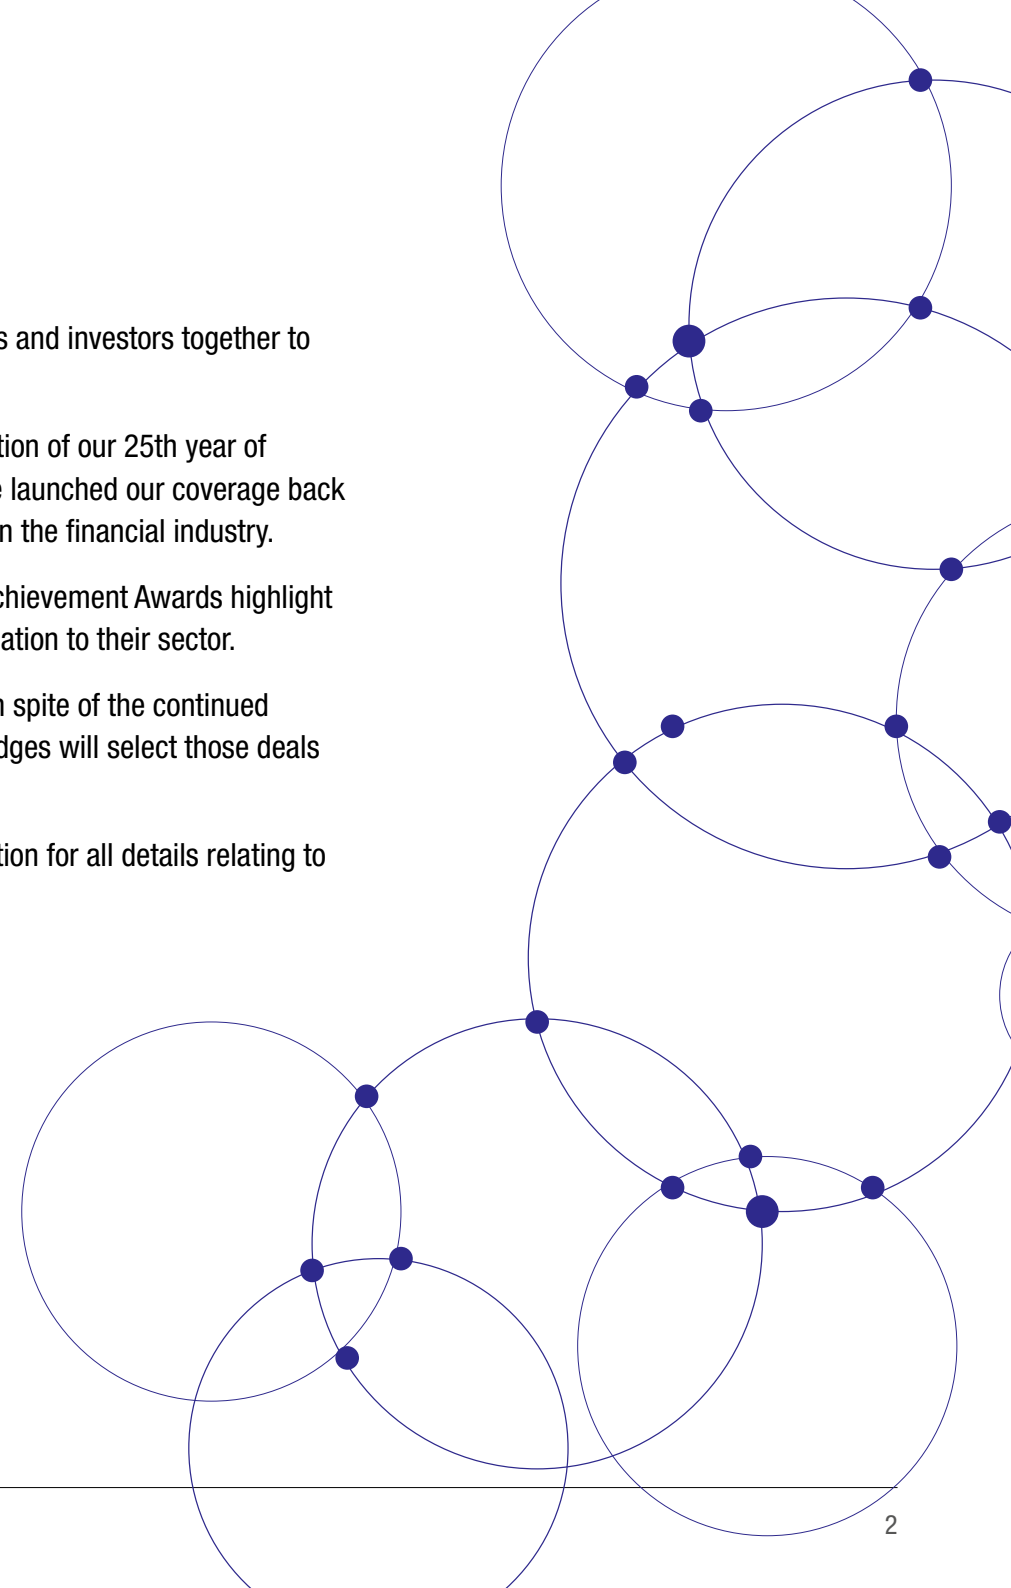 s and investors together to
tion of our 25th year of
e launched our coverage back
n the financial industry.
chievement Awards highlight
ation to their sector.
n spite of the continued
dges will select those deals
tion for all details relating to
2